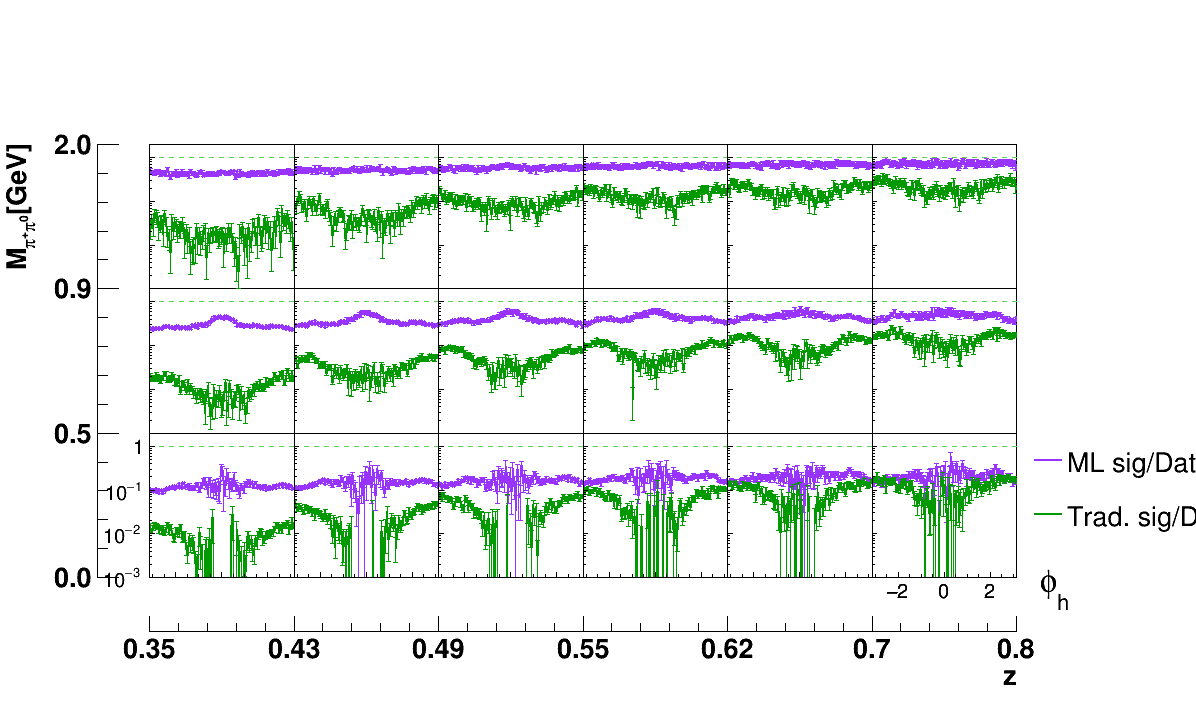 2.0
M_{π⁺π⁰}[GeV]
0.9
0.5
1
10⁻¹
ML sig/Dat
Trad. sig/D
10⁻²
0.0
10⁻³
−2 0 2
ϕ_h
0.35 0.43 0.49 0.55 0.62 0.7 0.8
z